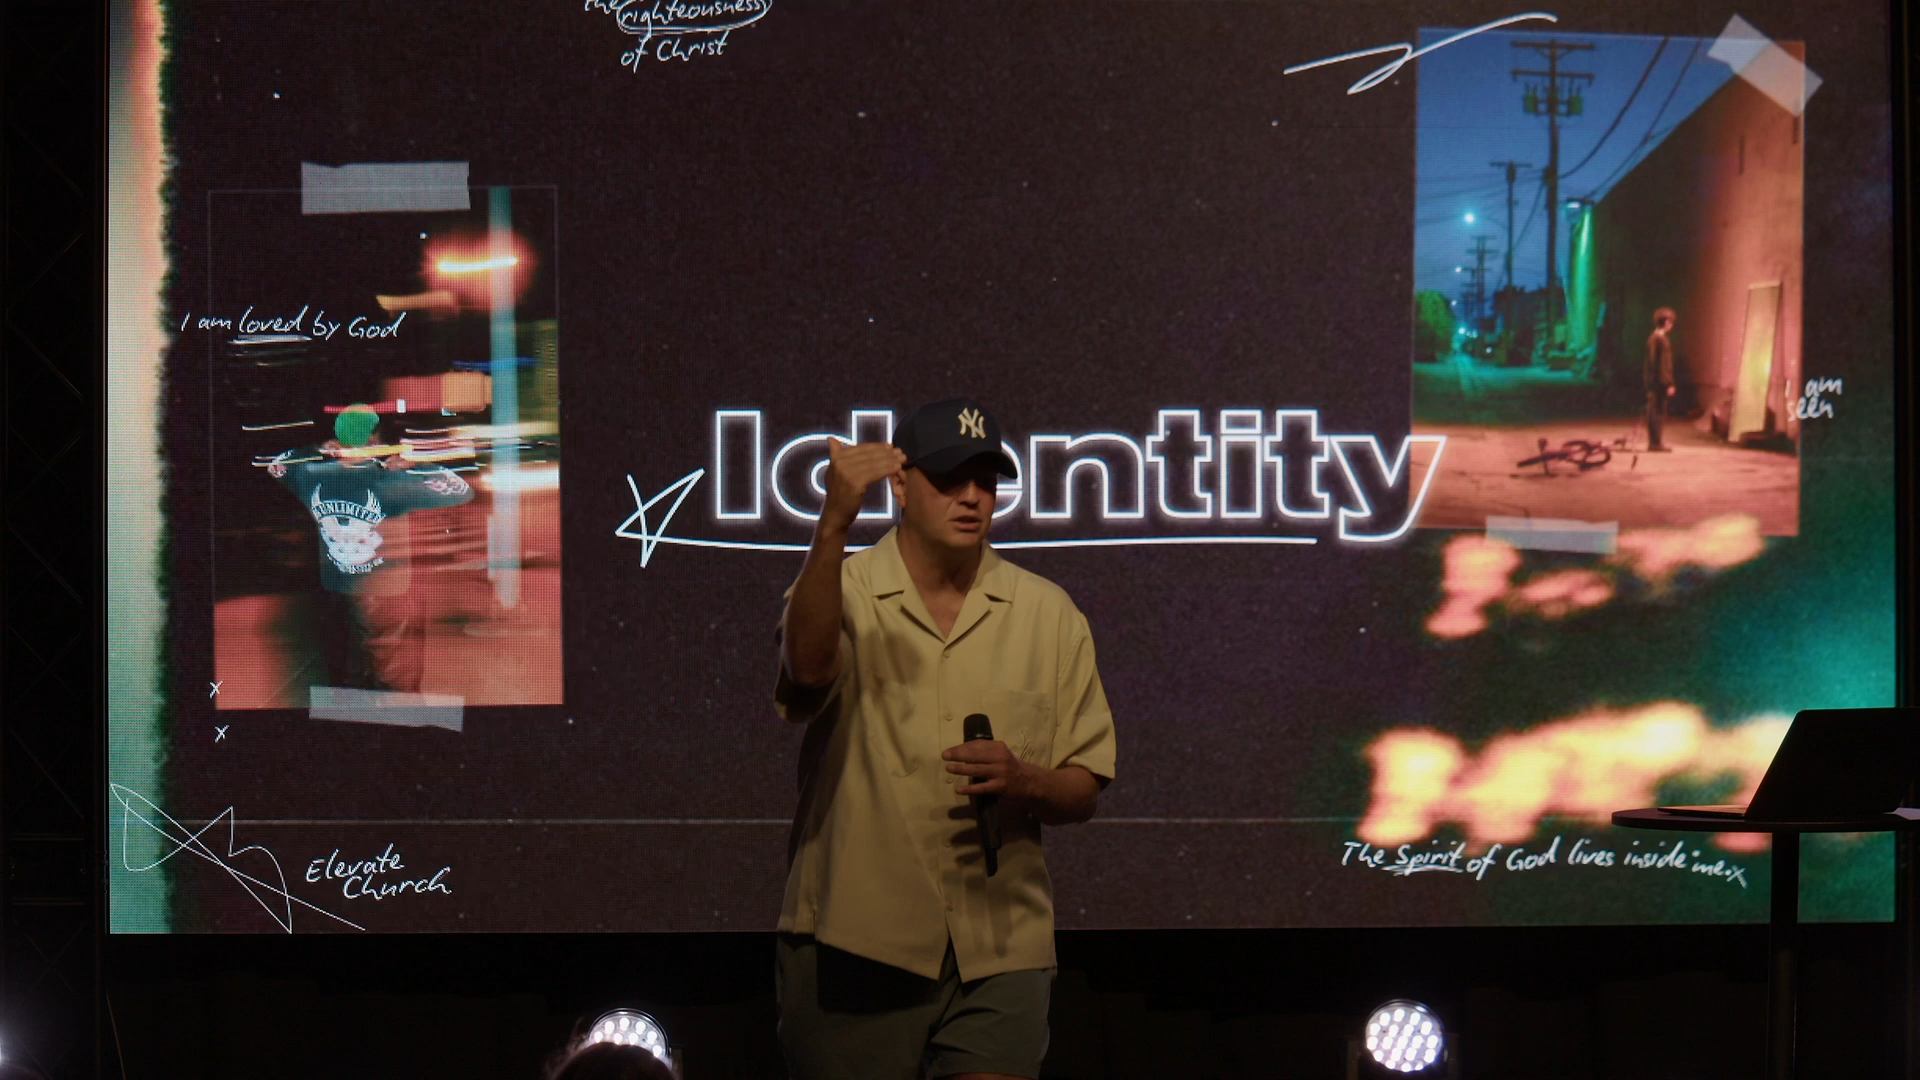 the righteousness
of Christ
I am loved by God
NY
Identity
I am
seen
UNLIMITED
Elevate
Church
The Spirit of God lives inside me.x